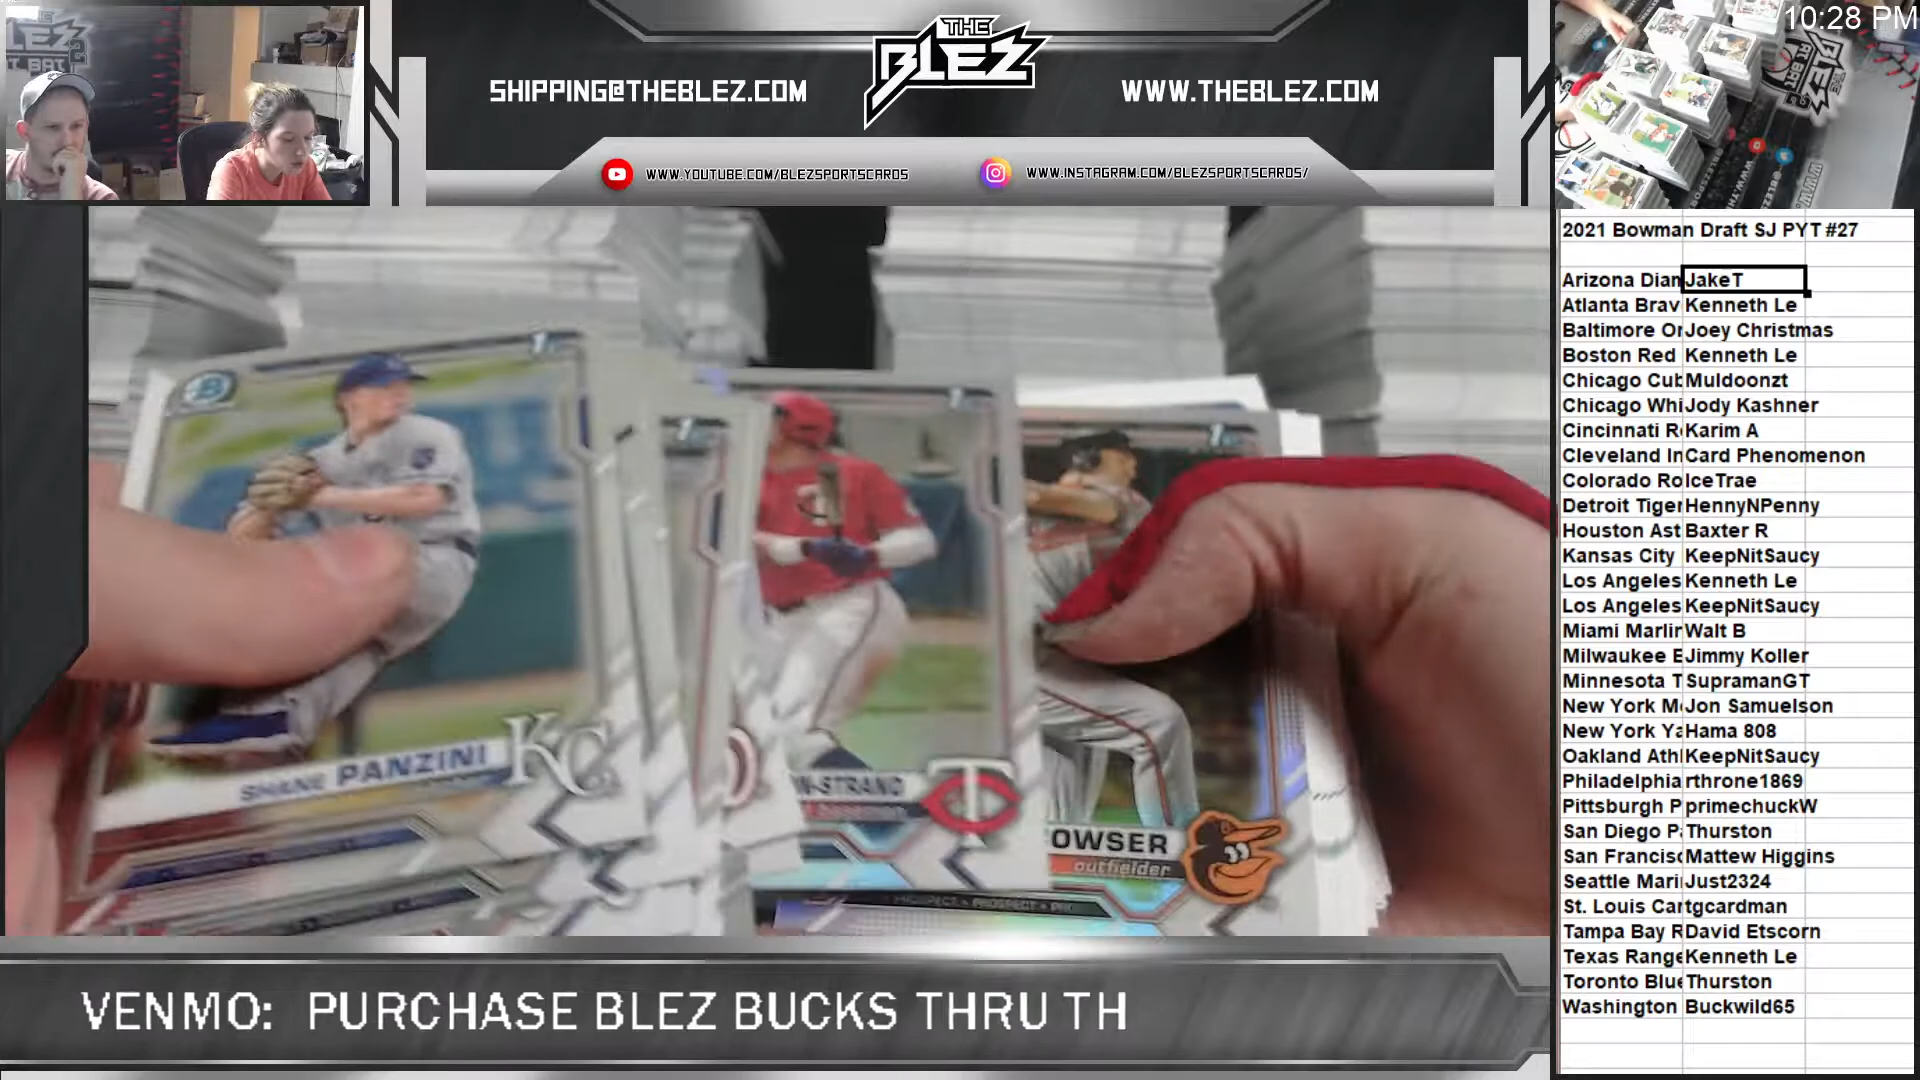 THE
BLEZ
SHIPPING@THEBLEZ.COM
WWW.THEBLEZ.COM
WWW.YOUTUBE.COM/BLEZSPORTSCARDS
WWW.INSTAGRAM.COM/BLEZSPORTSCARDS/
10:28 PM
2021 Bowman Draft SJ PYT #27
Arizona Dian JakeT
Atlanta Brav Kenneth Le
Baltimore Or Joey Christmas
Boston Red Kenneth Le
Chicago Cub Muldoonzt
Chicago Whi Jody Kashner
Cincinnati R Karim A
Cleveland In Card Phenomenon
Colorado Ro IceTrae
Detroit Tiger HennyNPenny
Houston Ast Baxter R
Kansas City KeepNitSaucy
Los Angeles Kenneth Le
Los Angeles KeepNitSaucy
Miami Marlin Walt B
Milwaukee B Jimmy Koller
Minnesota T SupramanGT
New York M Jon Samuelson
New York Ya Hama 808
Oakland Ath KeepNitSaucy
Philadelphia rthrone1869
Pittsburgh P primechuckW
San Diego P Thurston
San Francisc Mattew Higgins
Seattle Mari Just2324
St. Louis Car tgcardman
Tampa Bay R David Etscorn
Texas Range Kenneth Le
Toronto Blue Thurston
Washington Buckwild65
B
SHANE PANZINI
KC
N-STRAND
OWSER
outfielder
VENMO: PURCHASE BLEZ BUCKS THRU TH